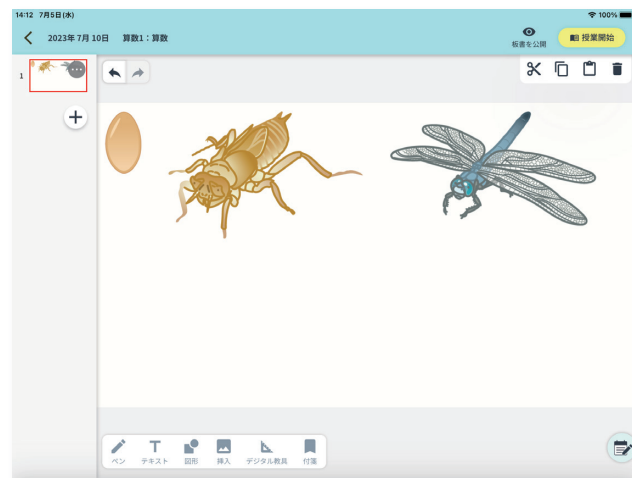 14:12 7月5日(水)
100%
2023年 7月 10日 算数1:算数
板書を公開
授業開始
1
ペン
テキスト
図形
挿入
デジタル教具
付箋